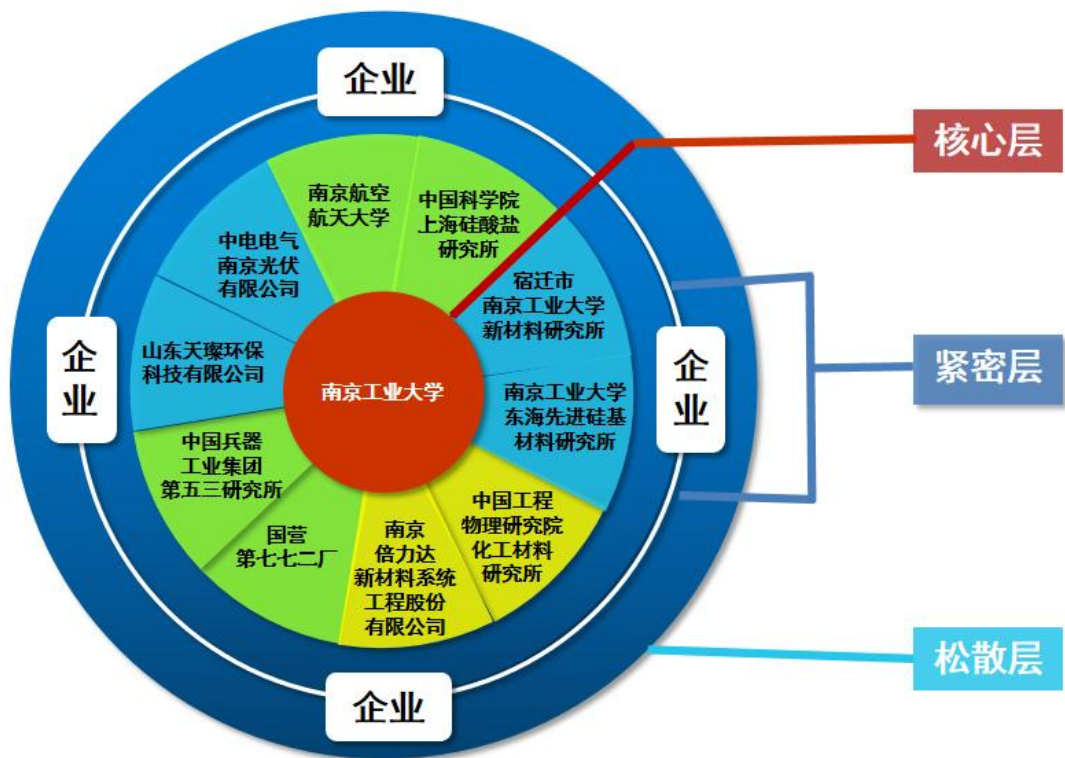 企业
核心层
南京航空
航天大学
中国科学院
上海硅酸盐
研究所
中电电气
南京光伏
有限公司
宿迁市
南京工业大学
新材料研究所
企
业
山东天璨环保
科技有限公司
南京工业大学
南京工业大学
东海先进硅基
材料研究所
企
业
紧密层
中国兵器
工业集团
第五三研究所
国营
第七七二厂
南京
倍力达
新材料系统
工程股份
有限公司
中国工程
物理研究院
化工材料
研究所
松散层
企业